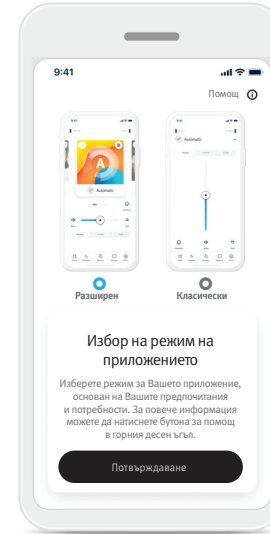 9:41
Помощ
Automatic
A
Automatic
Разширен
Класически
Избор на режим на
приложението
Изберете режим за Вашето приложение,
основан на Вашите предпочитания
и потребности. За повече информация
можете да натиснете бутона за помощ
в горния десен ъгъл.
Потвърждаване